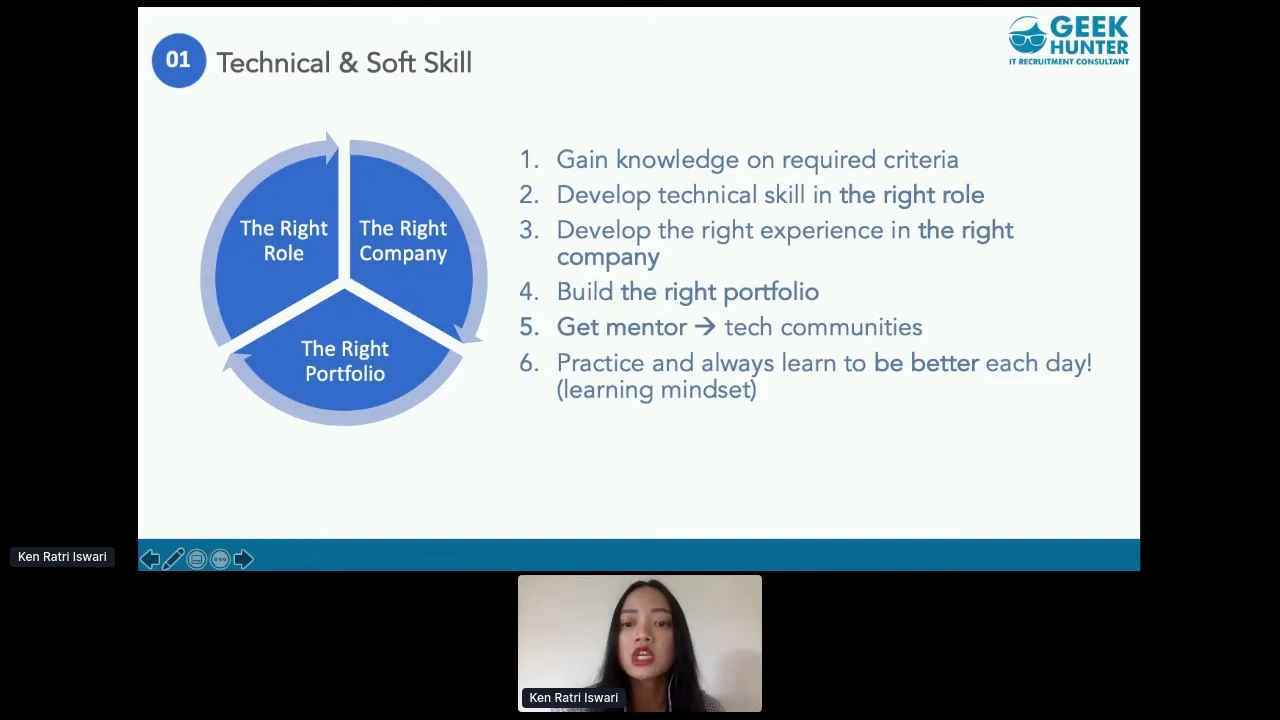 01
Technical & Soft Skill
GEEK
HUNTER
IT RECRUITMENT CONSULTANT
The Right
Role
The Right
Company
The Right
Portfolio
1. Gain knowledge on required criteria
2. Develop technical skill in the right role
3. Develop the right experience in the right
company
4. Build the right portfolio
5. Get mentor → tech communities
6. Practice and always learn to be better each day!
(learning mindset)
Ken Ratri Iswari
Ken Ratri Iswari